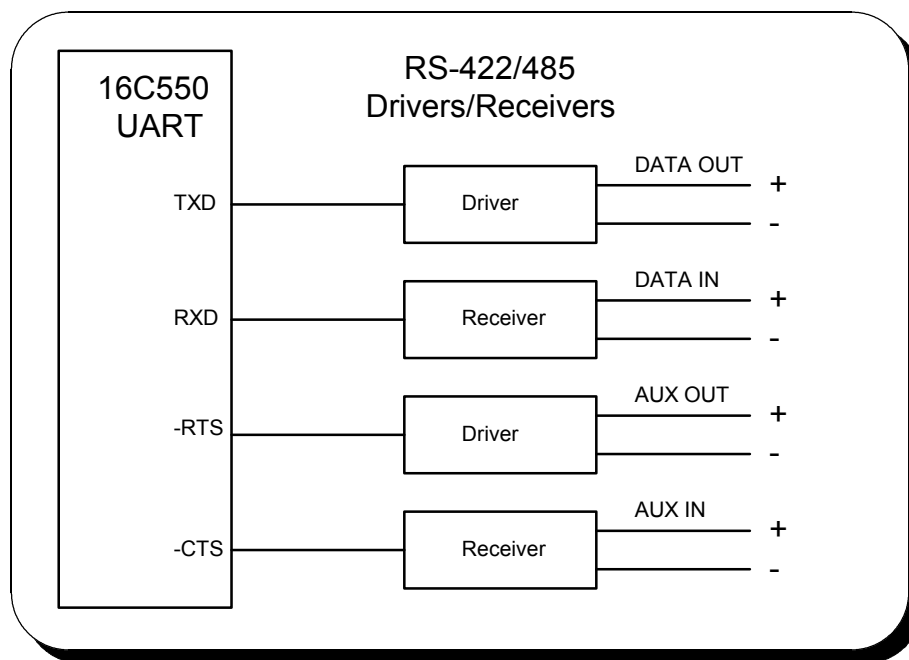 16C550
UART
RS-422/485
Drivers/Receivers
TXD
Driver
DATA OUT
+
-
RXD
Receiver
DATA IN
+
-
-RTS
Driver
AUX OUT
+
-
-CTS
Receiver
AUX IN
+
-